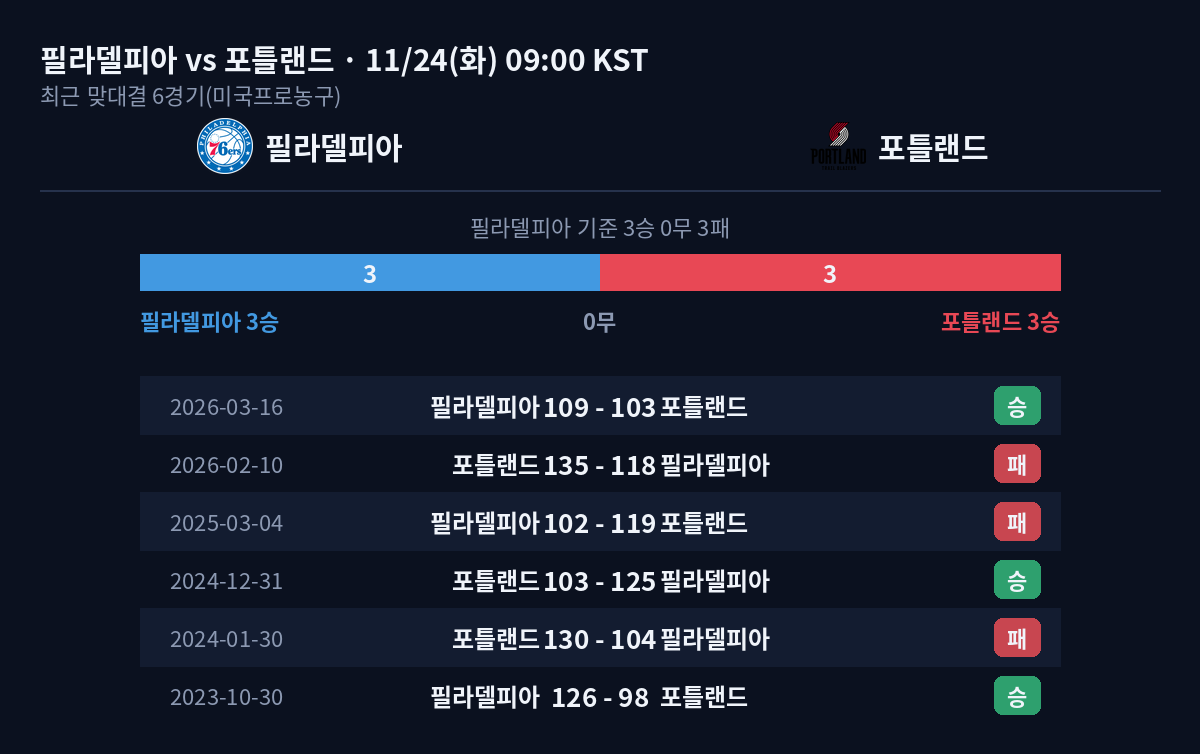 필라델피아 vs 포틀랜드 · 11/24(화) 09:00 KST
최근 맞대결 6경기(미국프로농구)
PHILADELPHIA 76ers 필라델피아
PORTLAND 포틀랜드
필라델피아 기준 3승 0무 3패
3 3
필라델피아 3승 0무 포틀랜드 3승
2026-03-16 필라델피아 109 - 103 포틀랜드 승
2026-02-10 포틀랜드 135 - 118 필라델피아 패
2025-03-04 필라델피아 102 - 119 포틀랜드 패
2024-12-31 포틀랜드 103 - 125 필라델피아 승
2024-01-30 포틀랜드 130 - 104 필라델피아 패
2023-10-30 필라델피아 126 - 98 포틀랜드 승